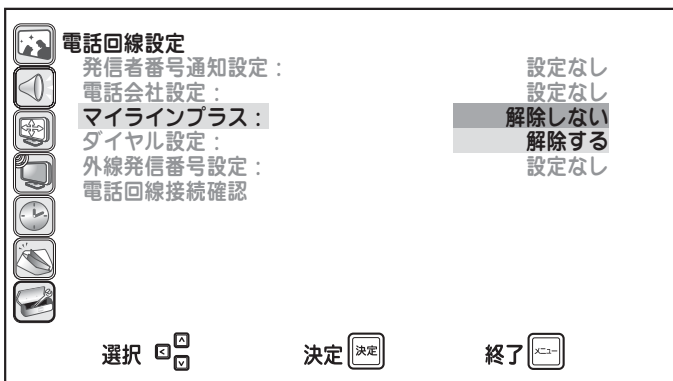 電話回線設定
発信者番号通知設定： 設定なし
電話会社設定： 設定なし
マイラインプラス： 解除しない
ダイヤル設定： 解除する
外線発信番号設定： 設定なし
電話回線接続確認
選択 決定 決定 終了 メニュー